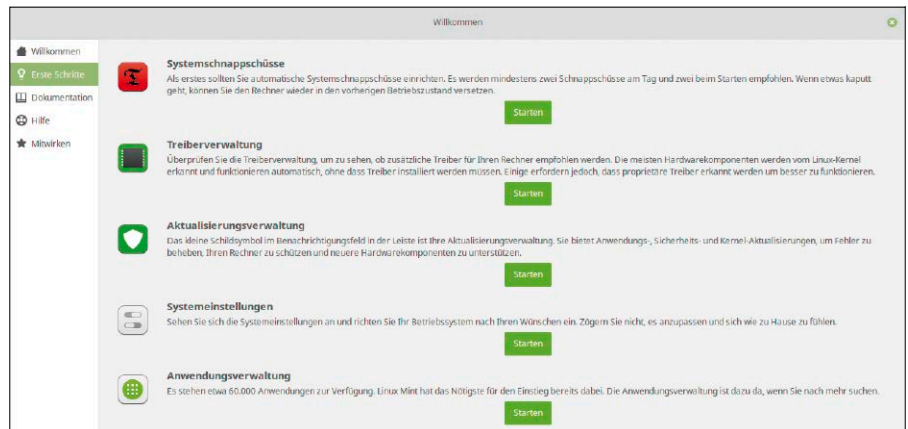 Willkommen
Willkommen
Erste Schritte
Dokumentation
Hilfe
Mitwirken
Systemschnappschüsse
Als erstes sollten Sie automatische Systemschnappschüsse einrichten. Es werden mindestens zwei Schnappschüsse am Tag und zwei beim Starten empfohlen. Wenn etwas kaputt
geht, können Sie den Rechner wieder in den vorherigen Betriebszustand versetzen.
Starten
Treiberverwaltung
Überprüfen Sie die Treiberverwaltung, um zu sehen, ob zusätzliche Treiber für Ihren Rechner empfohlen werden. Die meisten Hardwarekomponenten werden vom Linux-Kernel
erkannt und funktionieren automatisch, ohne dass Treiber installiert werden müssen. Einige erfordern jedoch, dass proprietäre Treiber erkannt werden um besser zu funktionieren.
Starten
Aktualisierungsverwaltung
Das kleine Schildsymbol im Benachrichtigungsfeld in der Leiste ist Ihre Aktualisierungsverwaltung. Sie bietet Anwendungs-, Sicherheits- und Kernel-Aktualisierungen, um Fehler zu
beheben, Ihren Rechner zu schützen und neuere Hardwarekomponenten zu unterstützen.
Starten
Systemeinstellungen
Sehen Sie sich die Systemeinstellungen an und richten Sie Ihr Betriebssystem nach Ihren Wünschen ein. Zögern Sie nicht, es anzupassen und sich wie zu Hause zu fühlen.
Starten
Anwendungsverwaltung
Es stehen etwa 60.000 Anwendungen zur Verfügung. Linux Mint hat das Nötigste für den Einstieg bereits dabei. Die Anwendungsverwaltung ist dazu da, wenn Sie nach mehr suchen.
Starten